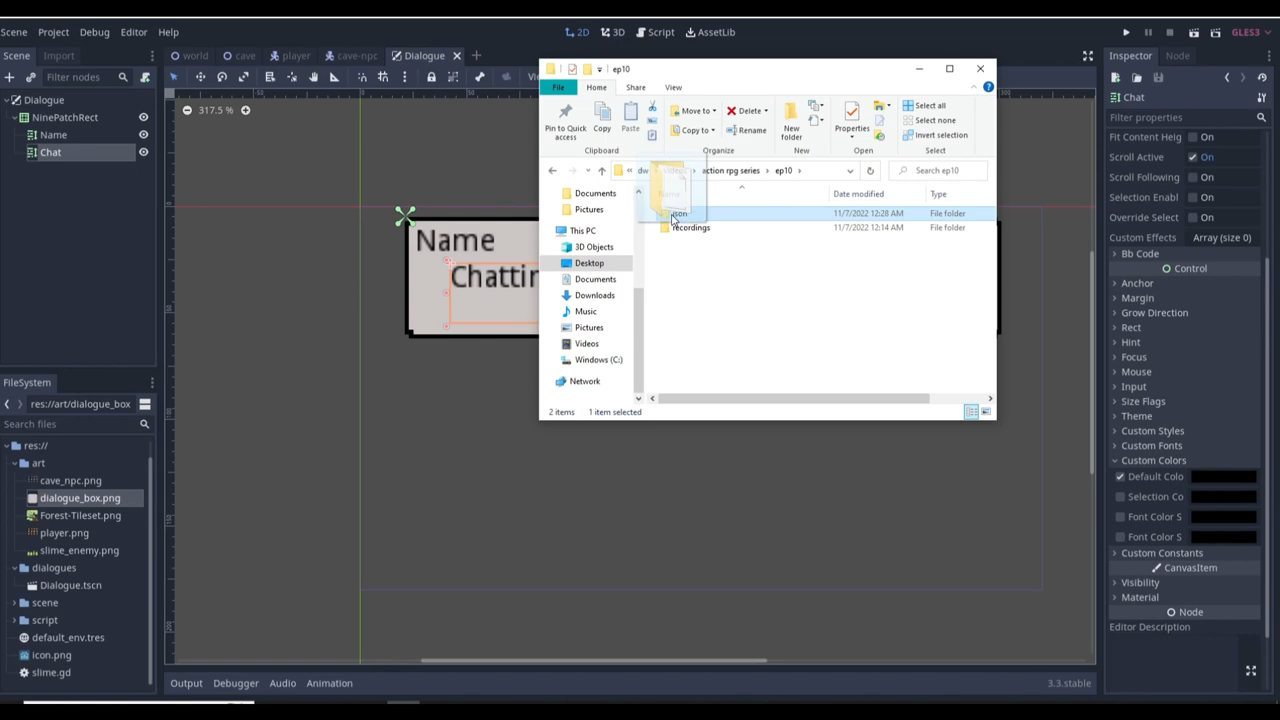 Scene Project Debug Editor Help
2D 3D Script AssetLib
GLES3
Scene Import
world cave player cave-npc Dialogue
Inspector Node
Filter nodes
Dialogue
NinePatchRect
Name
Chat
317.5 %
Name
Chattin
ep10
File Home Share View
Pin to Quick access
Copy
Paste
Clipboard
Move to
Copy to
Delete
Rename
Organize
New folder
New
Properties
Open
Select all
Select none
Invert selection
Select
action rpg series
ep10
Search ep10
Documents
Pictures
This PC
3D Objects
Desktop
Documents
Downloads
Music
Pictures
Videos
Windows (C:)
Network
Date modified Type
json 11/7/2022 12:28 AM File folder
recordings 11/7/2022 12:14 AM File folder
2 items 1 item selected
Chat
Filter properties
Fit Content Heig On
Scroll Active On
Scroll Following On
Selection Enabl On
Override Select On
Custom Effects Array (size 0)
Bb Code
Control
Anchor
Margin
Grow Direction
Rect
Hint
Focus
Mouse
Input
Size Flags
Theme
Custom Styles
Custom Fonts
Custom Colors
Default Colo
Selection Co
Font Color S
Font Color S
Custom Constants
CanvasItem
Visibility
Material
Node
Editor Description
FileSystem
res://art/dialogue_box
Search files
res://
art
cave_npc.png
dialogue_box.png
Forest-Tileset.png
player.png
slime_enemy.png
dialogues
Dialogue.tscn
scene
script
default_env.tres
icon.png
slime.gd
Output Debugger Audio Animation
3.3.stable